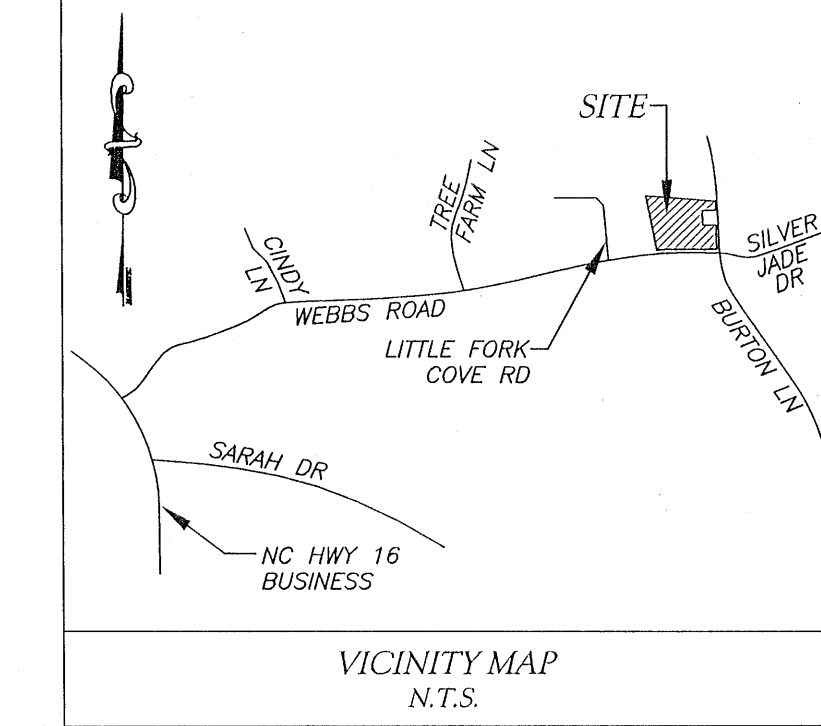 SITE
TREE
FARM LN
SILVER
JADE
DR
CINDY
LN
WEBBS ROAD
LITTLE FORK
COVE RD
BURTON LN
SARAH DR
NC HWY 16
BUSINESS
VICINITY MAP
N.T.S.